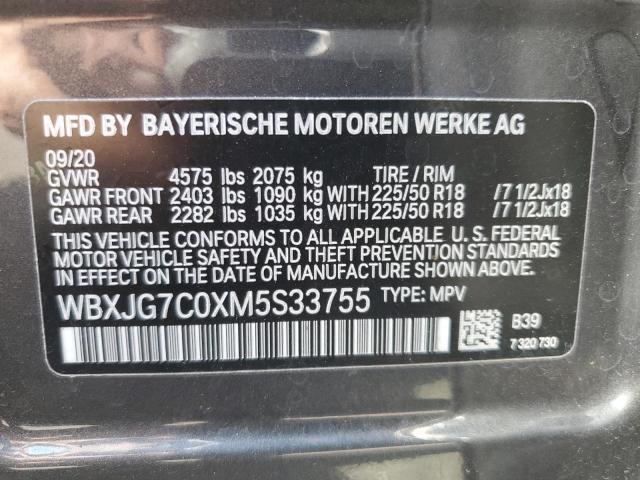 MFD BY BAYERISCHE MOTOREN WERKE AG
09/20
GVWR 4575 lbs 2075 kg TIRE / RIM
GAWR FRONT 2403 lbs 1090 kg WITH 225/50 R18 /7 1/2Jx18
GAWR REAR 2282 lbs 1035 kg WITH 225/50 R18 /7 1/2Jx18
THIS VEHICLE CONFORMS TO ALL APPLICABLE U. S. FEDERAL
MOTOR VEHICLE SAFETY AND THEFT PREVENTION STANDARDS
IN EFFECT ON THE DATE OF MANUFACTURE SHOWN ABOVE.
WBXJG7C0XM5S33755 TYPE: MPV
B39
7 320 730